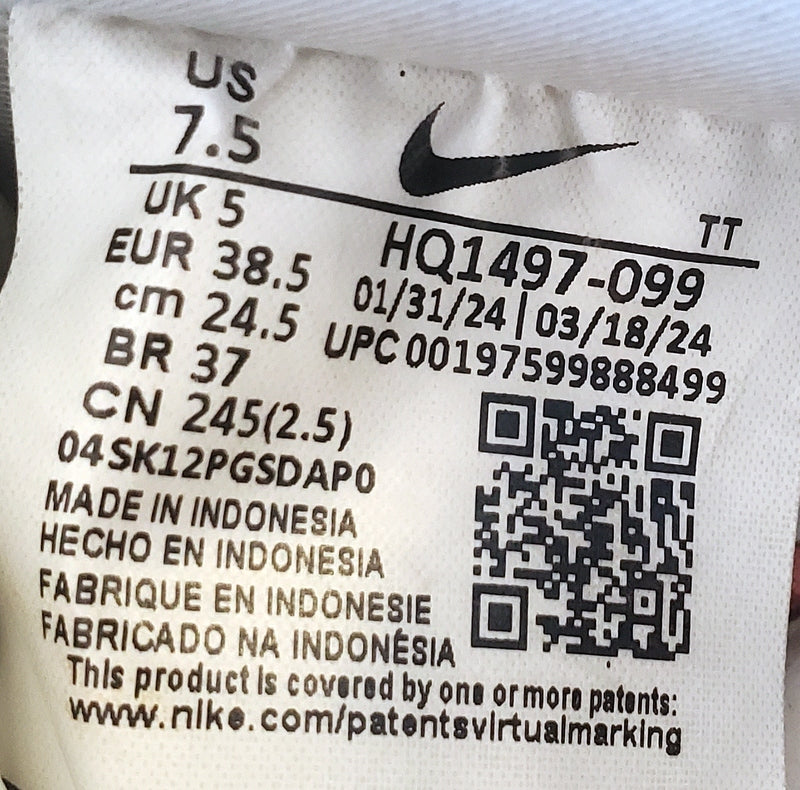 US
7.5
TT
UK 5
EUR 38.5
cm 24.5
BR 37
CN 245(2.5)
HQ1497-099
01/31/24 | 03/18/24
UPC 00197599888499
04SK12PGSDAP0
MADE IN INDONESIA
HECHO EN INDONESIA
FABRIQUE EN INDONESIE
FABRICADO NA INDONÉSIA
This product is covered by one or more patents:
www.nike.com/patentsvirtualmarking